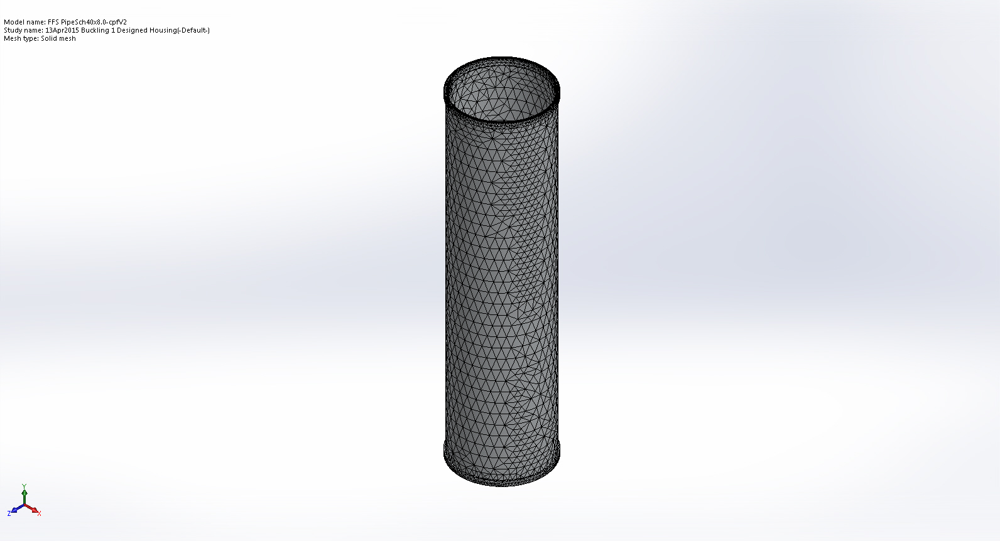 Model name: FFS PipeSch40x8.0-cpfV2
Study name: 13Apr2015 Buckling 1 Designed Housing(-Default-)
Mesh type: Solid mesh
Y
Z
X